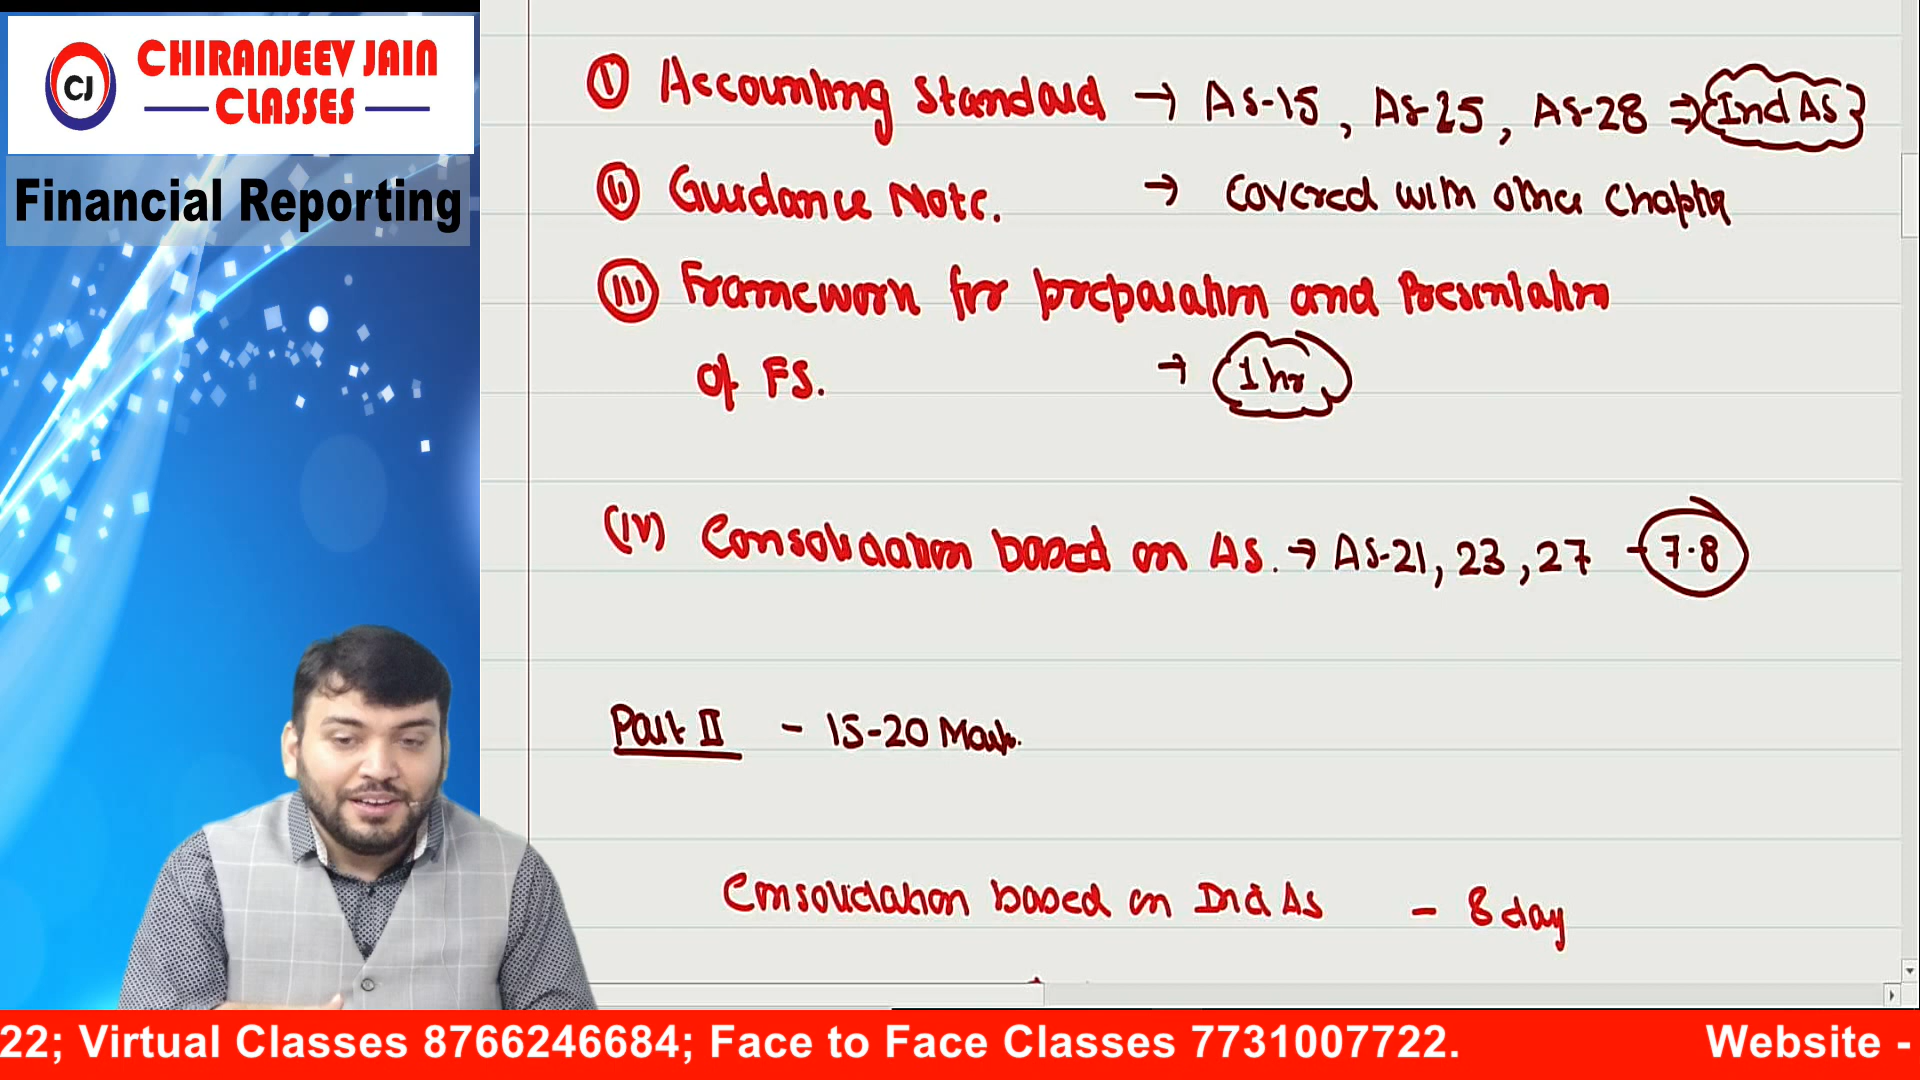 CJ
CHIRANJEEV JAIN
CLASSES
Financial Reporting
(i) Accounting Standard → AS-15, AS-25, AS-28 ⇒ {Ind AS}
(ii) Guidance Note. → Covered with other Chapter
(iii) Framework for preparation and Presentation
of FS. → 1 hr
(iv) Consolidation based on AS. → AS-21, 23, 27 - 7-8
Part II - 15-20 Mark.
Consolidation based on Ind AS - 8 day
22; Virtual Classes 8766246684; Face to Face Classes 7731007722. Website -